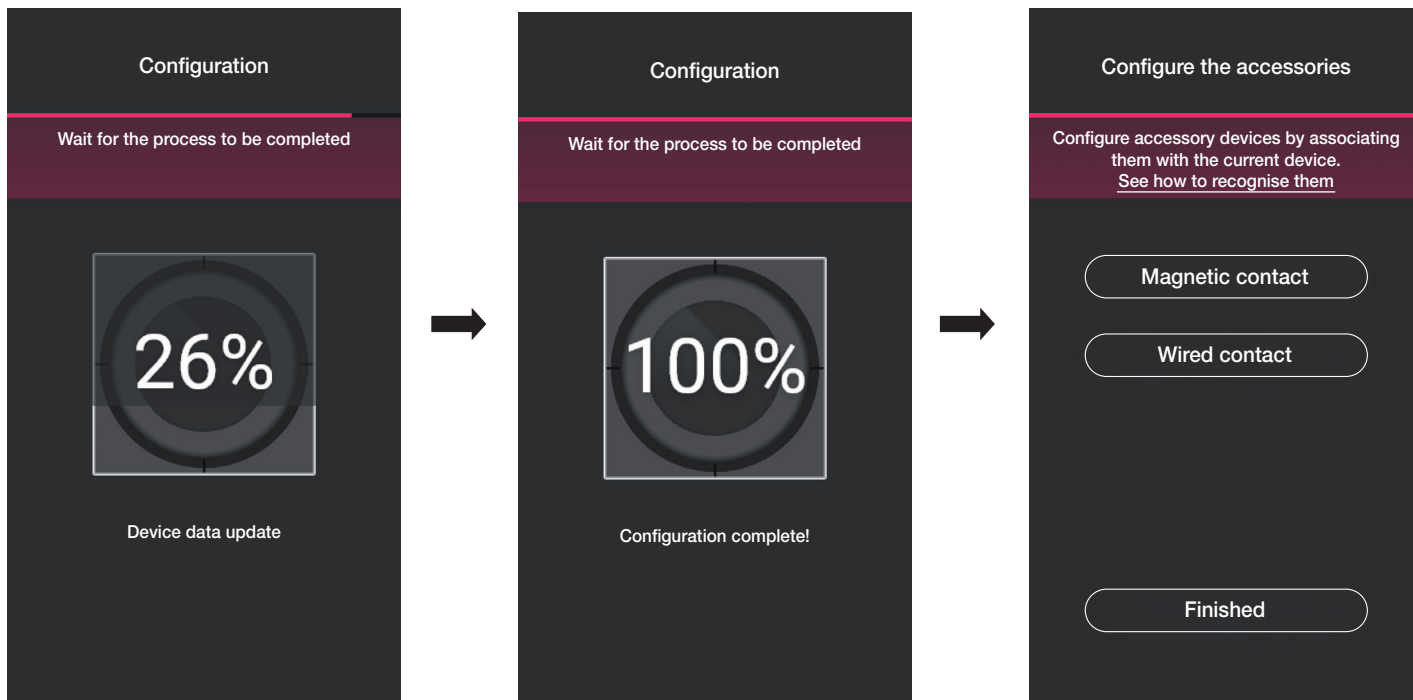 Configuration
Wait for the process to be completed
26%
Device data update
Configuration
Wait for the process to be completed
100%
Configuration complete!
Configure the accessories
Configure accessory devices by associating
them with the current device.
See how to recognise them
Magnetic contact
Wired contact
Finished